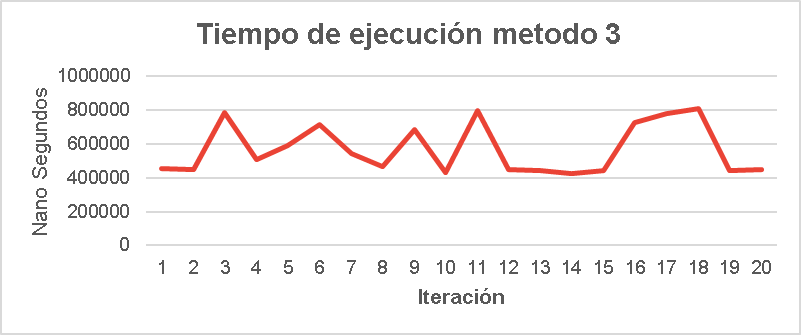 Tiempo de ejecución metodo 3
Nano Segundos
1000000
800000
600000
400000
200000
0
1 2 3 4 5 6 7 8 9 10 11 12 13 14 15 16 17 18 19 20
Iteración